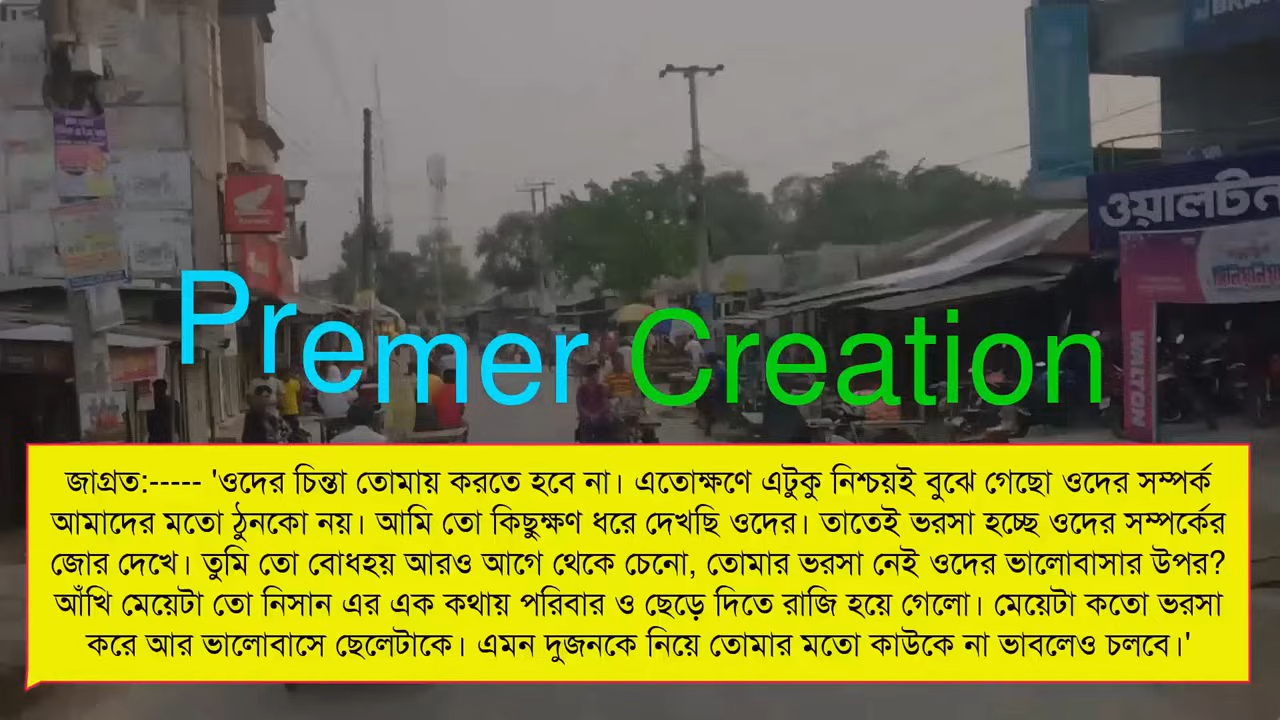 ওয়ালটন
WALTON
Premer Creation
জাগ্রত:----- 'ওদের চিন্তা তোমায় করতে হবে না। এতোক্ষণে এটুকু নিশ্চয়ই বুঝে গেছো ওদের সম্পর্ক
আমাদের মতো ঠুনকো নয়। আমি তো কিছুক্ষণ ধরে দেখছি ওদের। তাতেই ভরসা হচ্ছে ওদের সম্পর্কের
জোর দেখে। তুমি তো বোধহয় আরও আগে থেকে চেনো, তোমার ভরসা নেই ওদের ভালোবাসার উপর?
আঁখি মেয়েটা তো নিসান এর এক কথায় পরিবার ও ছেড়ে দিতে রাজি হয়ে গেলো। মেয়েটা কতো ভরসা
করে আর ভালোবাসে ছেলেটাকে। এমন দুজনকে নিয়ে তোমার মতো কাউকে না ভাবলেও চলবে।'